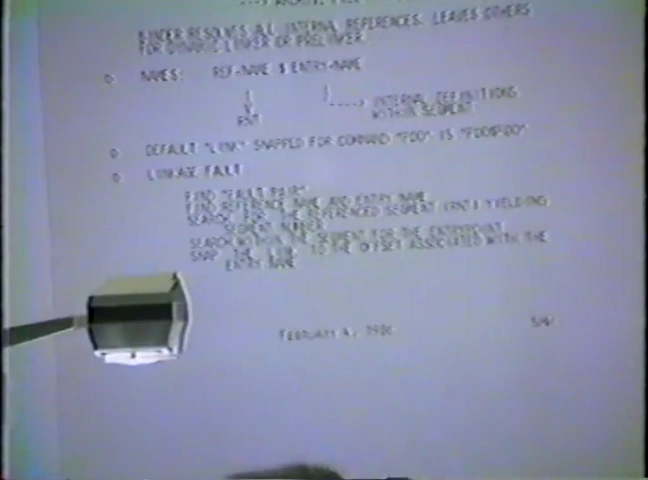 BINDER RESOLVES ALL INTERNAL REFERENCES. LEAVES OTHERS
FOR DYNAMIC LINKER OR PRELINKER.
O NAMES: REF-NAME $ ENTRY-NAME
----> INTERNAL DEFINITIONS
WITHIN SEGMENT
RNT
O DEFAULT "LINK" SNAPPED FOR COMMAND "FOO" IS "FOO$FOO"
O LINKAGE FAULT
FIND "FAULT PAIR"
FIND REFERENCE NAME AND ENTRY NAME
SEARCH FOR THE REFERENCED SEGMENT (RNT) YIELDING
SEGMENT NUMBER
SEARCH WITHIN THE SEGMENT FOR THE ENTRYPOINT
SNAP THE LINK TO THE OFFSET ASSOCIATED WITH THE
ENTRY NAME
FEBRUARY 4, 1986